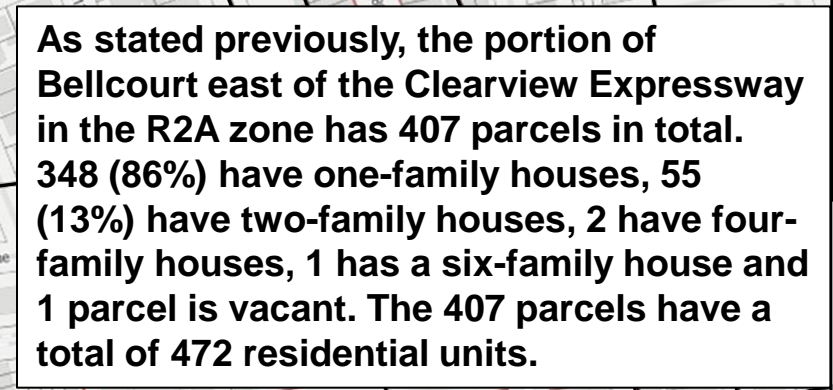 As stated previously, the portion of
Bellcourt east of the Clearview Expressway
in the R2A zone has 407 parcels in total.
348 (86%) have one-family houses, 55
(13%) have two-family houses, 2 have four-
family houses, 1 has a six-family house and
1 parcel is vacant. The 407 parcels have a
total of 472 residential units.